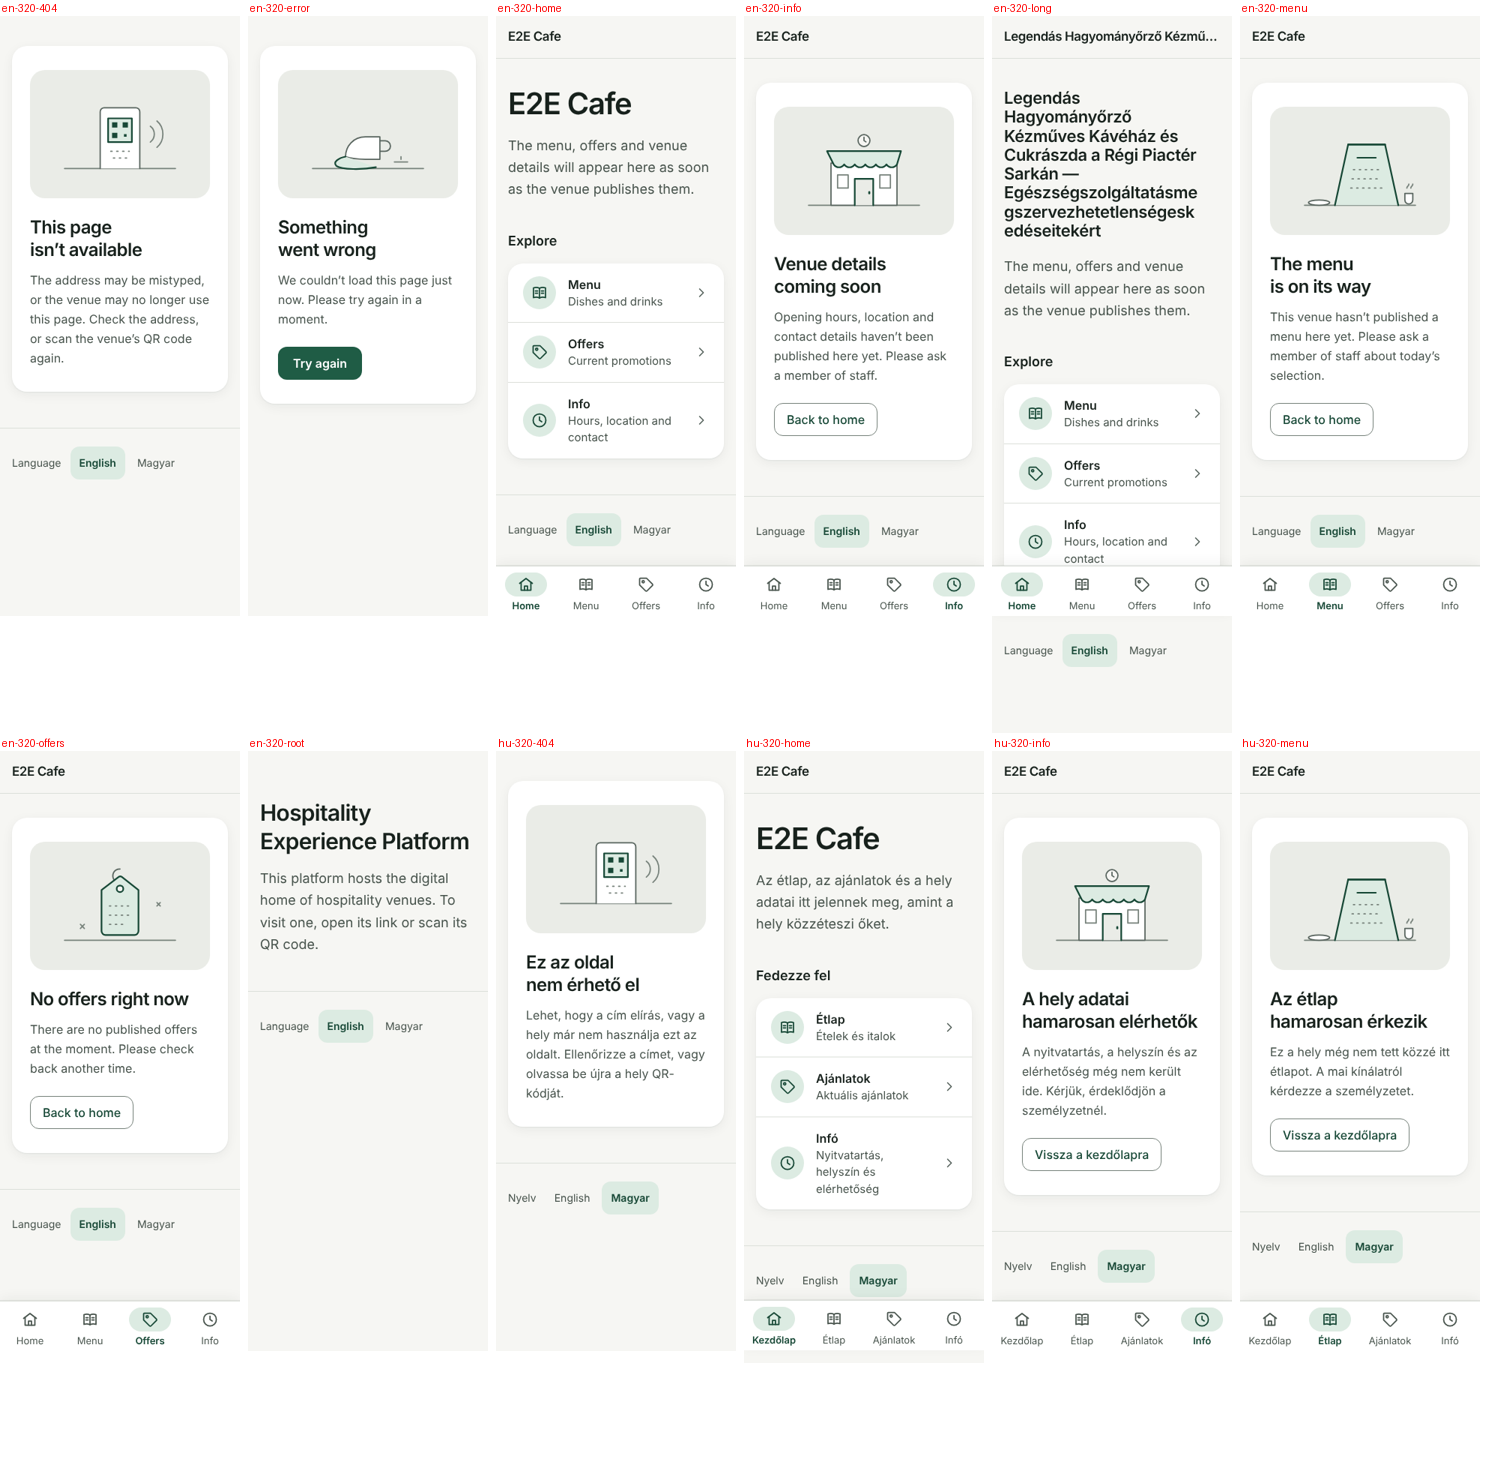 en-320-404
This page
isn’t available
The address may be mistyped,
or the venue may no longer use
this page. Check the address,
or scan the venue’s QR code
again.
Language English Magyar
en-320-error
Something
went wrong
We couldn’t load this page just
now. Please try again in a
moment.
Try again
en-320-home
E2E Cafe
E2E Cafe
The menu, offers and venue
details will appear here as soon
as the venue publishes them.
Explore
Menu
Dishes and drinks
Offers
Current promotions
Info
Hours, location and
contact
Language English Magyar
Home Menu Offers Info
en-320-info
E2E Cafe
Venue details
coming soon
Opening hours, location and
contact details haven’t been
published here yet. Please ask
a member of staff.
Back to home
Language English Magyar
Home Menu Offers Info
en-320-long
Legendás Hagyományőrző Kézmű...
Legendás
Hagyományőrző
Kézműves Kávéház és
Cukrászda a Régi Piactér
Sarkán —
Egészségszolgáltatásme
gszervezhetetlenségesk
edéseitekért
The menu, offers and venue
details will appear here as soon
as the venue publishes them.
Explore
Menu
Dishes and drinks
Offers
Current promotions
Info
Hours, location and
contact
Home Menu Offers Info
Language English Magyar
en-320-menu
E2E Cafe
The menu
is on its way
This venue hasn’t published a
menu here yet. Please ask a
member of staff about today’s
selection.
Back to home
Language English Magyar
Home Menu Offers Info
en-320-offers
E2E Cafe
No offers right now
There are no published offers
at the moment. Please check
back another time.
Back to home
Language English Magyar
Home Menu Offers Info
en-320-root
Hospitality
Experience Platform
This platform hosts the digital
home of hospitality venues. To
visit one, open its link or scan its
QR code.
Language English Magyar
hu-320-404
Ez az oldal
nem érhető el
Lehet, hogy a cím elírás, vagy a
hely már nem használja ezt az
oldalt. Ellenőrizze a címet, vagy
olvassa be újra a hely QR-
kódját.
Nyelv English Magyar
hu-320-home
E2E Cafe
E2E Cafe
Az étlap, az ajánlatok és a hely
adatai itt jelennek meg, amint a
hely közzéteszi őket.
Fedezze fel
Étlap
Ételek és italok
Ajánlatok
Aktuális ajánlatok
Infó
Nyitvatartás,
helyszín és
elérhetőség
Nyelv English Magyar
Kezdőlap Étlap Ajánlatok Infó
hu-320-info
E2E Cafe
A hely adatai
hamarosan elérhetők
A nyitvatartás, a helyszín és az
elérhetőség még nem került
ide. Kérjük, érdeklődjön a
személyzetnél.
Vissza a kezdőlapra
Nyelv English Magyar
Kezdőlap Étlap Ajánlatok Infó
hu-320-menu
E2E Cafe
Az étlap
hamarosan érkezik
Ez a hely még nem tett közzé itt
étlapot. A mai kínálatról
kérdezze a személyzetet.
Vissza a kezdőlapra
Nyelv English Magyar
Kezdőlap Étlap Ajánlatok Infó